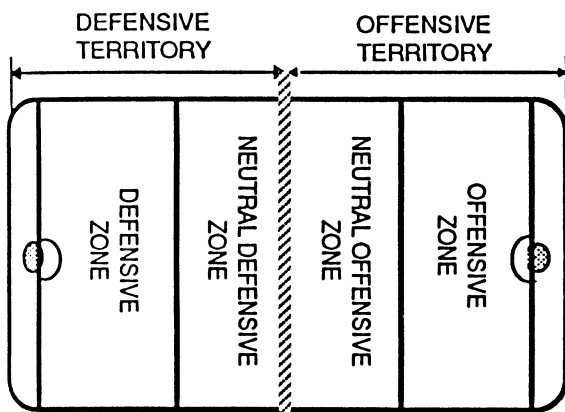 DEFENSIVE
TERRITORY
OFFENSIVE
TERRITORY
DEFENSIVE
ZONE
NEUTRAL DEFENSIVE
ZONE
NEUTRAL OFFENSIVE
ZONE
OFFENSIVE
ZONE